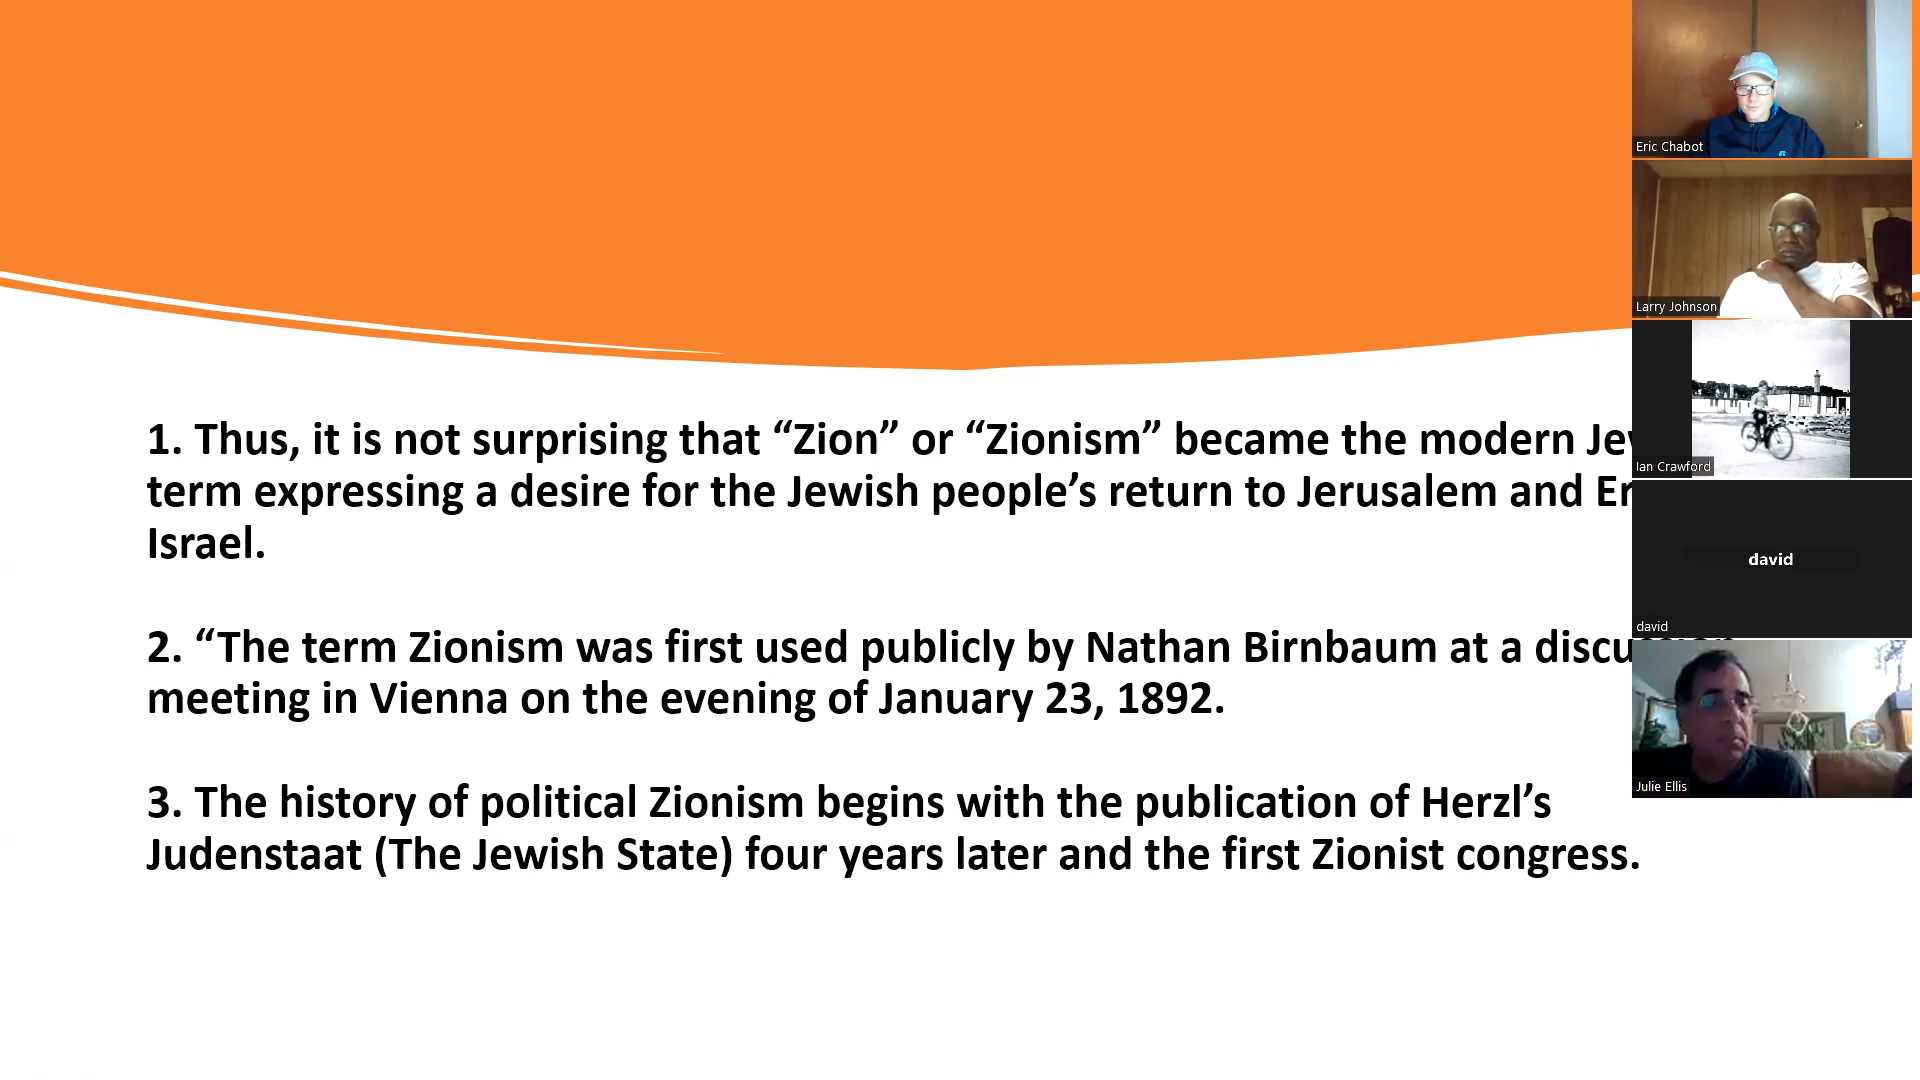 1. Thus, it is not surprising that “Zion” or “Zionism” became the modern
term expressing a desire for the Jewish people’s return to Jerusalem and
Israel.
2. “The term Zionism was first used publicly by Nathan Birnbaum at a
meeting in Vienna on the evening of January 23, 1892.
3. The history of political Zionism begins with the publication of Herzl’s
Judenstaat (The Jewish State) four years later and the first Zionist congress.
Eric Chabot
Larry Johnson
Ian Crawford
david
david
Julie Ellis